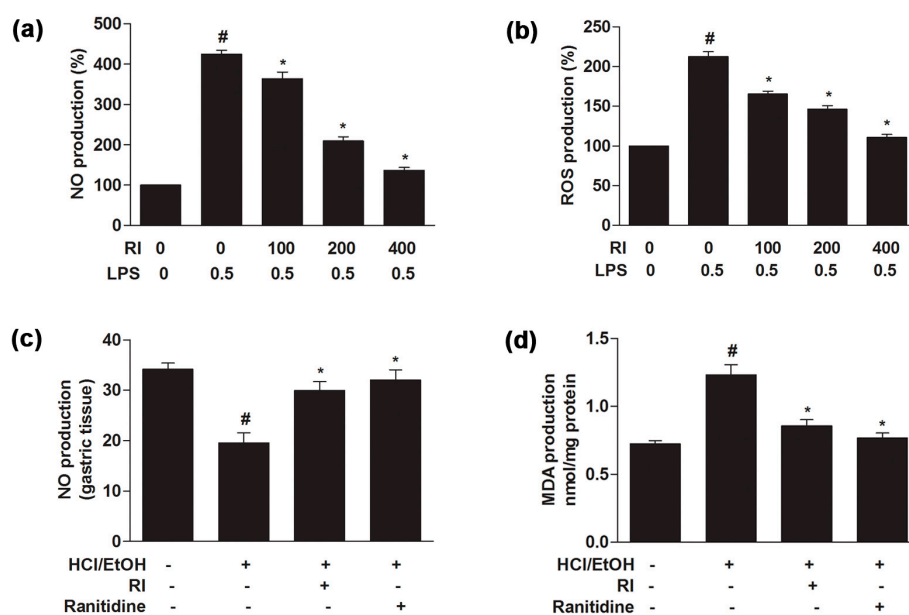 (a)
NO production (%)
500
400
200
100
0
#
*
*
*
RI 0 0 100 200 400
LPS 0 0.5 0.5 0.5 0.5
(b)
ROS production (%)
250
200
150
100
50
0
#
*
*
*
RI 0 0 100 200 400
LPS 0 0.5 0.5 0.5 0.5
(c)
NO production
(gastric tissue)
40
30
20
10
0
#
*
*
HCl/EtOH - + + +
RI - - + -
Ranitidine - - - +
(d)
MDA production
nmol/mg protein
1.5
1.0
0.5
0.0
#
*
*
HCl/EtOH - + + +
RI - - + -
Ranitidine - - - +